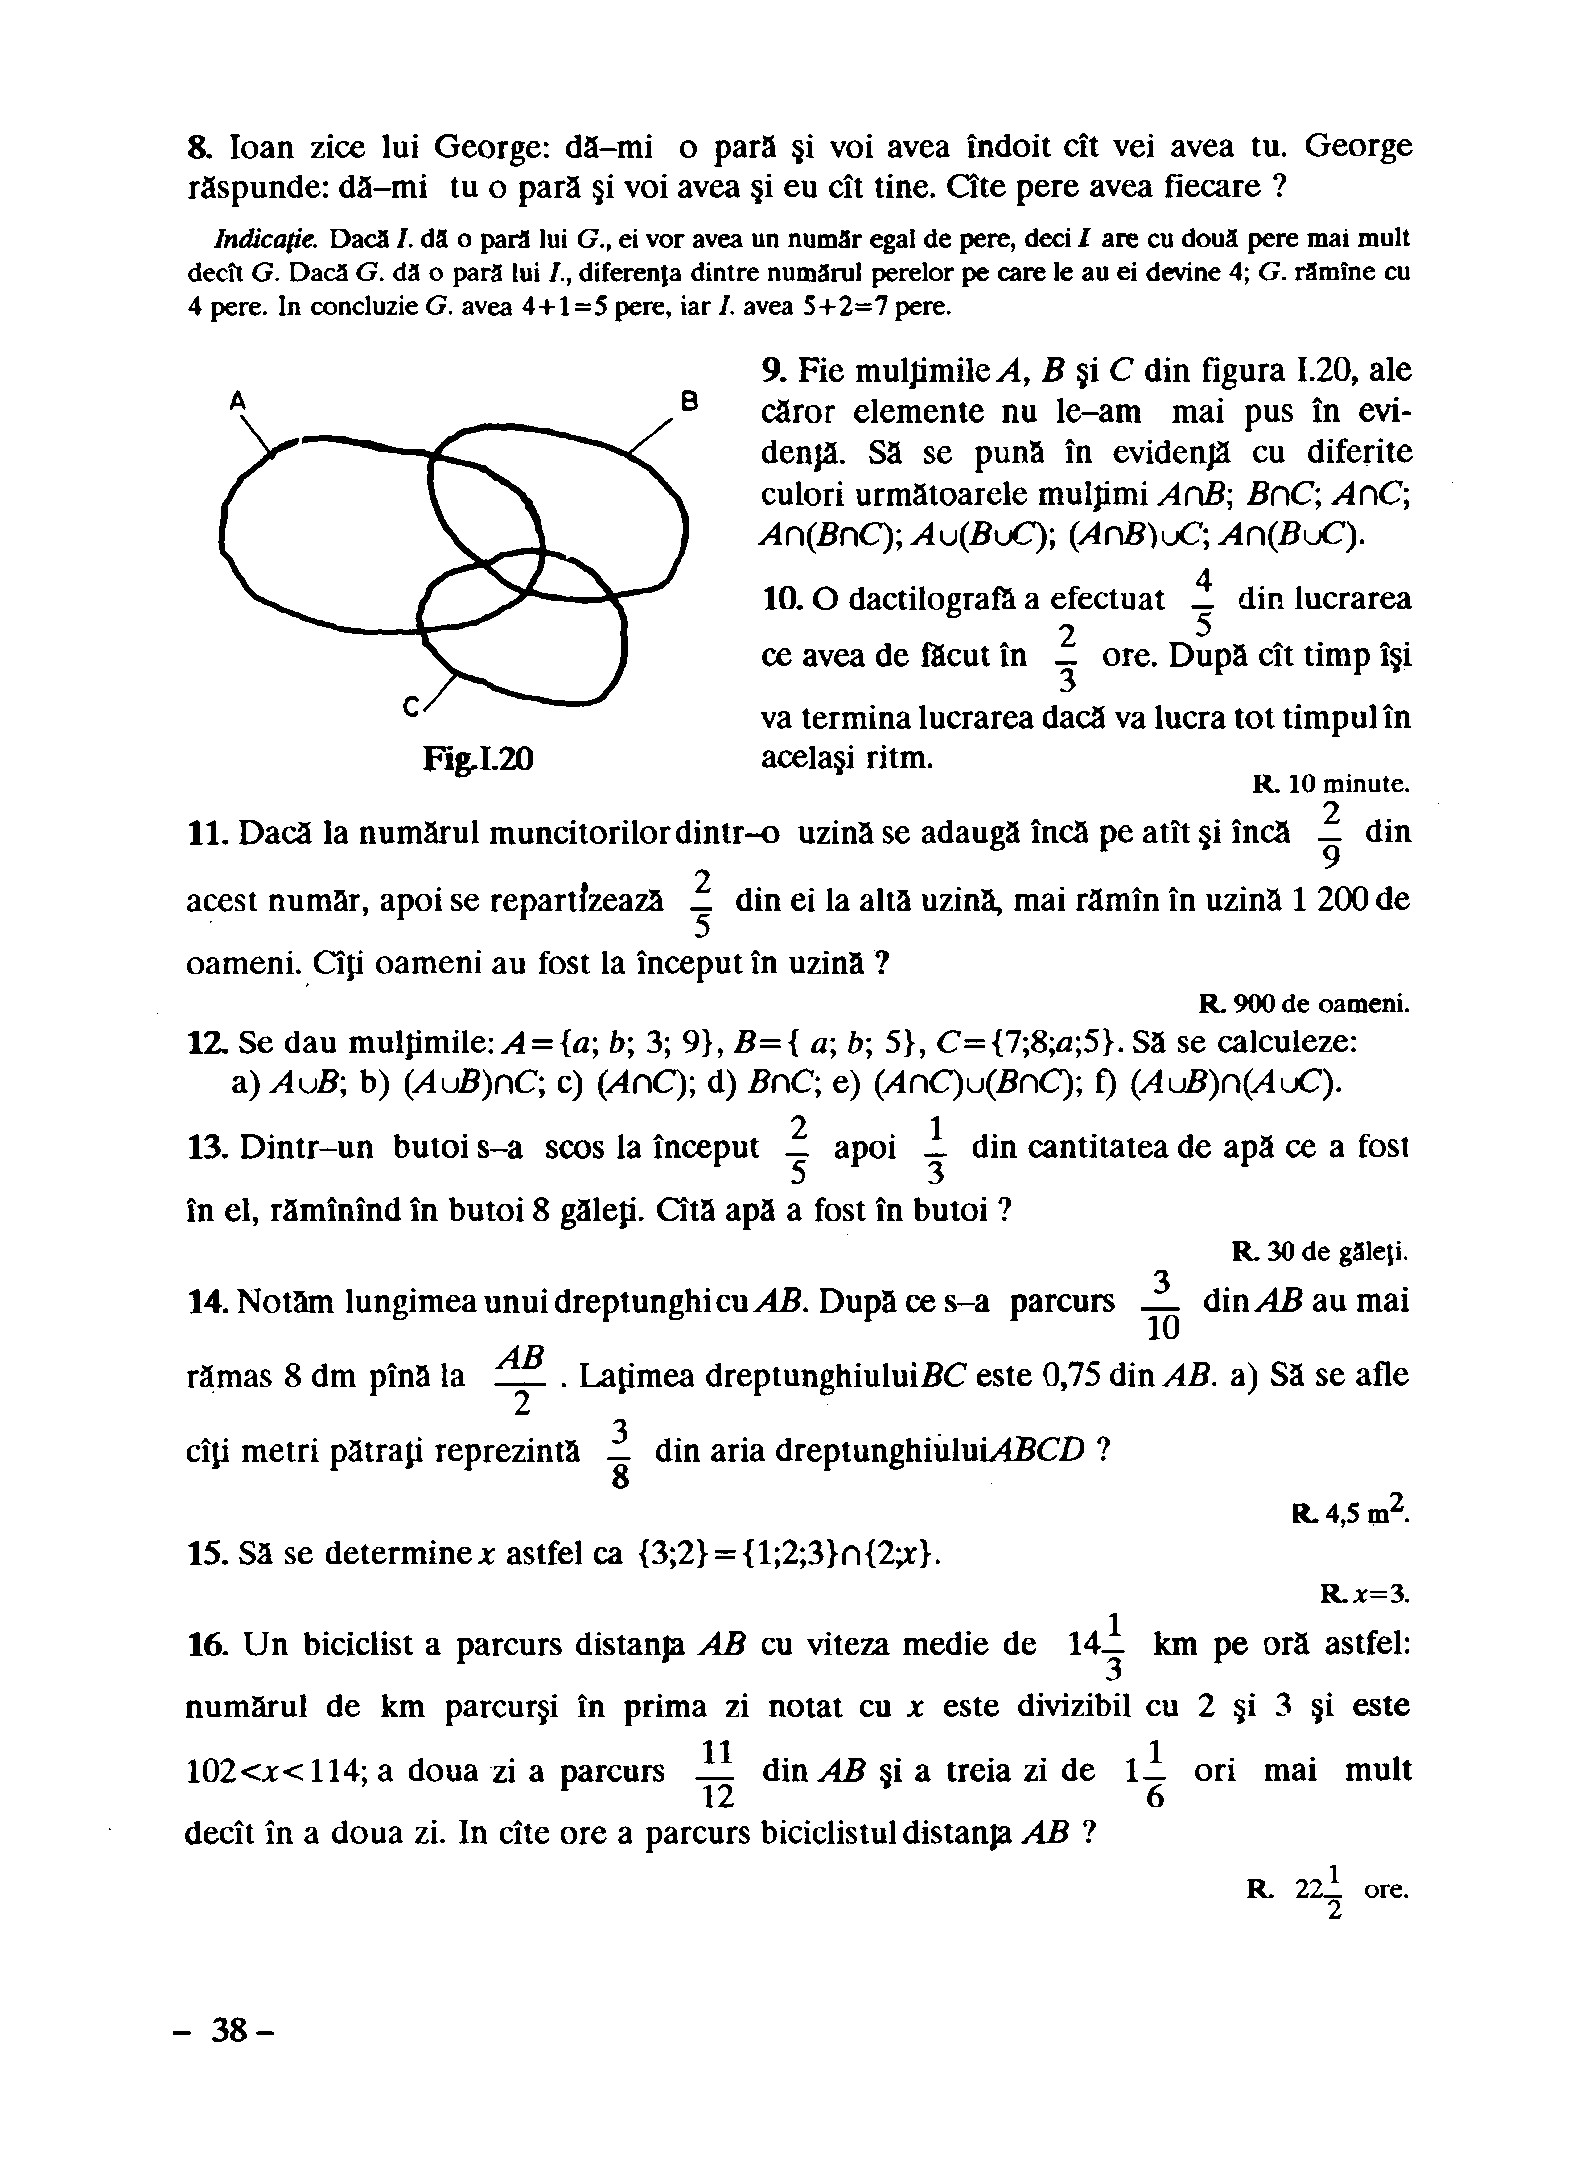 8. Ioan zice lui George: dă–mi o pară şi voi avea îndoit cît vei avea tu. George
răspunde: dă–mi tu o pară şi voi avea şi eu cît tine. Cîte pere avea fiecare ?
Indicaţie. Dacă I. dă o pară lui G., ei vor avea un număr egal de pere, deci I are cu două pere mai mult
decît G. Dacă G. dă o pară lui I., diferenţa dintre numărul perelor pe care le au ei devine 4; G. rămîne cu
4 pere. In concluzie G. avea 4+1=5 pere, iar I. avea 5+2=7 pere.
A
B
C
Fig.I.20
9. Fie mulţimile A, B şi C din figura I.20, ale
căror elemente nu le–am mai pus în evi-
denţă. Să se pună în evidenţă cu diferite
culori următoarele mulţimi A∩B; B∩C; A∩C;
A∩(B∩C); A∪(B∪C); (A∩B)∪C; A∩(B∪C).
10. O dactilografă a efectuat 4/5 din lucrarea
ce avea de făcut în 2/3 ore. După cît timp îşi
va termina lucrarea dacă va lucra tot timpul în
acelaşi ritm.
R. 10 minute.
11. Dacă la numărul muncitorilor dintr–o uzină se adaugă încă pe atît şi încă 2/9 din
acest număr, apoi se repartizează 2/5 din ei la altă uzină, mai rămîn în uzină 1 200 de
oameni. Cîţi oameni au fost la început în uzină ?
R. 900 de oameni.
12. Se dau mulţimile: A={a; b; 3; 9}, B={ a; b; 5}, C={7;8;a;5}. Să se calculeze:
a) A∪B; b) (A∪B)∩C; c) (A∩C); d) B∩C; e) (A∩C)∪(B∩C); f) (A∪B)∩(A∪C).
13. Dintr–un butoi s–a scos la început 2/5 apoi 1/3 din cantitatea de apă ce a fost
în el, rămînînd în butoi 8 găleţi. Cîtă apă a fost în butoi ?
R. 30 de găleţi.
14. Notăm lungimea unui dreptunghi cu AB. După ce s–a parcurs 3/10 din AB au mai
rămas 8 dm pînă la AB/2 . Laţimea dreptunghiului BC este 0,75 din AB. a) Să se afle
cîţi metri pătraţi reprezintă 3/8 din aria dreptunghiului ABCD ?
R. 4,5 m².
15. Să se determine x astfel ca {3;2}={1;2;3}∩{2;x}.
R. x=3.
16. Un biciclist a parcurs distanţa AB cu viteza medie de 14 1/3 km pe oră astfel:
numărul de km parcurşi în prima zi notat cu x este divizibil cu 2 şi 3 şi este
102<x<114; a doua zi a parcurs 11/12 din AB şi a treia zi de 1 1/6 ori mai mult
decît în a doua zi. In cîte ore a parcurs biciclistul distanţa AB ?
R. 22 1/2 ore.
– 38 –